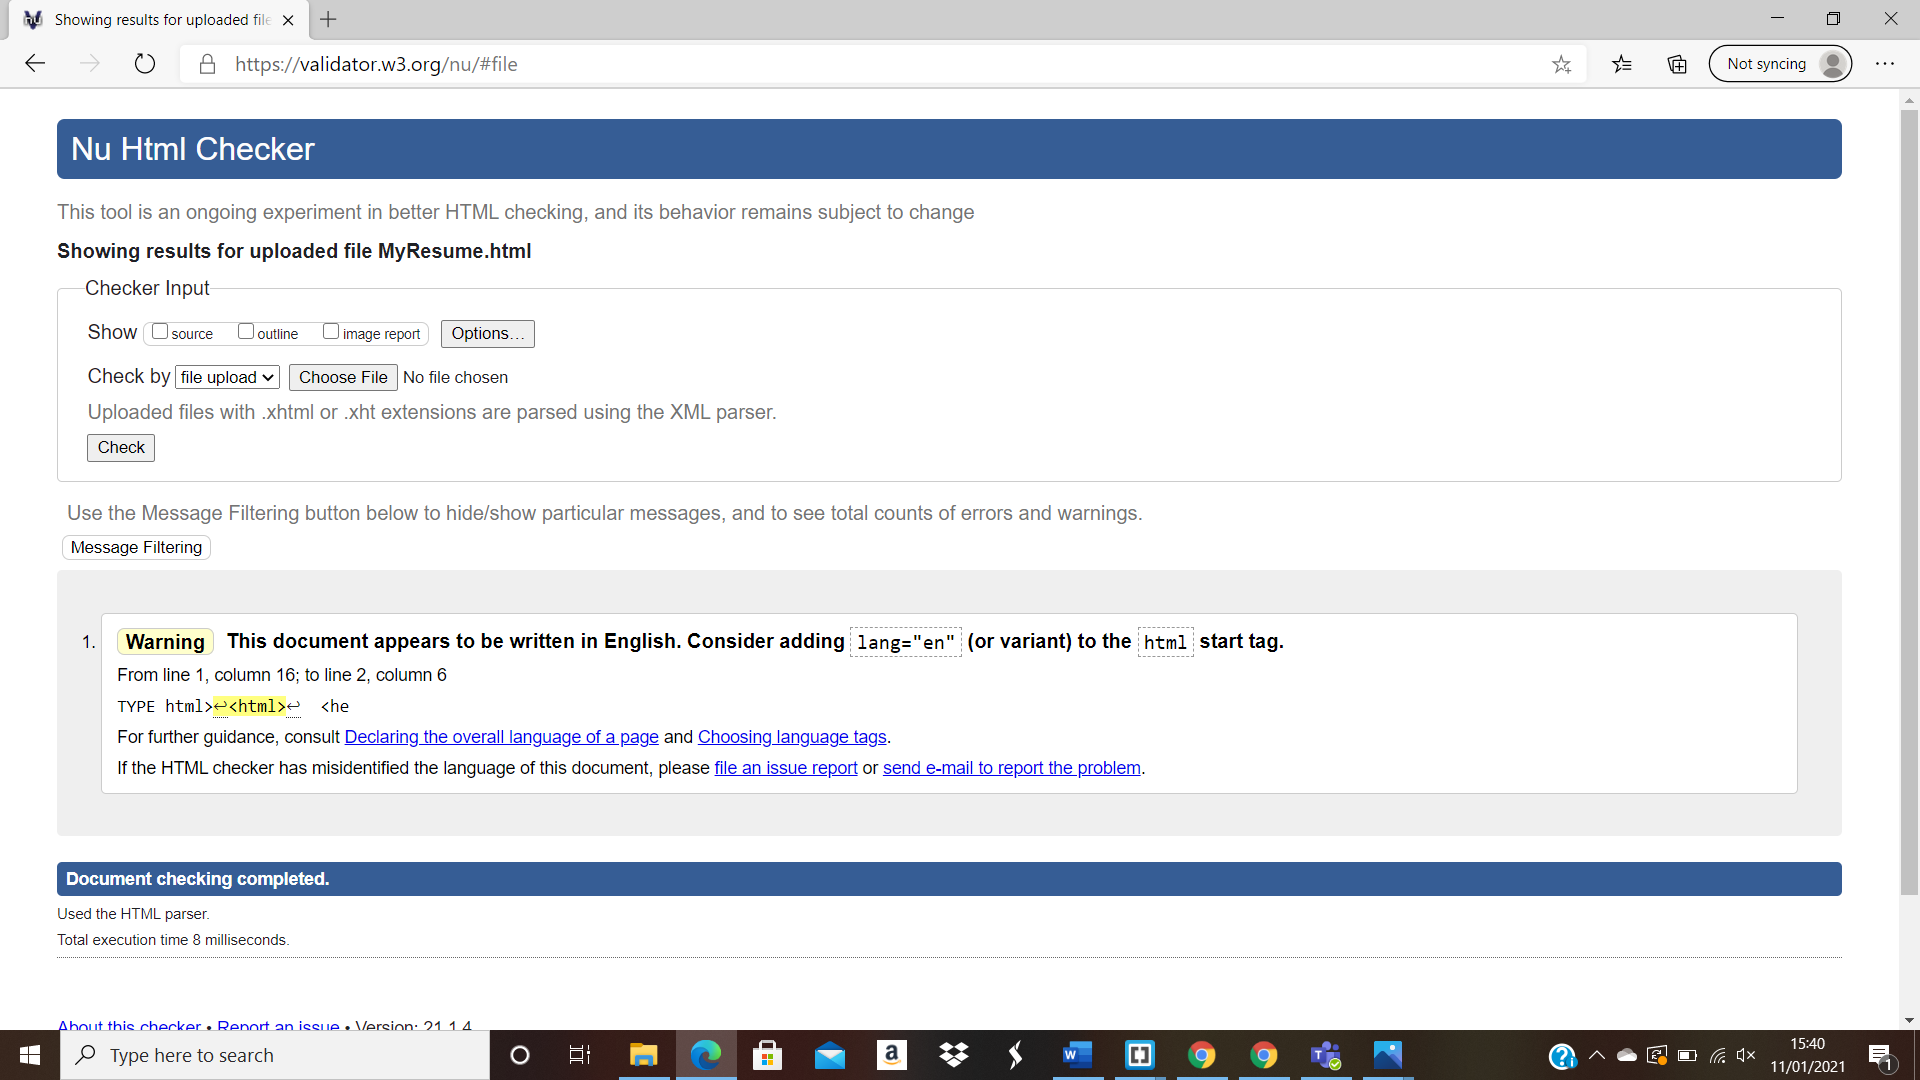 Showing results for uploaded file
https://validator.w3.org/nu/#file
Not syncing
Nu Html Checker
This tool is an ongoing experiment in better HTML checking, and its behavior remains subject to change
Showing results for uploaded file MyResume.html
Checker Input
Show source outline image report Options…
Check by file upload Choose File No file chosen
Uploaded files with .xhtml or .xht extensions are parsed using the XML parser.
Check
Use the Message Filtering button below to hide/show particular messages, and to see total counts of errors and warnings.
Message Filtering
1. Warning This document appears to be written in English. Consider adding lang="en" (or variant) to the html start tag.
From line 1, column 16; to line 2, column 6
TYPE html>↩<html>↩ <he
For further guidance, consult Declaring the overall language of a page and Choosing language tags.
If the HTML checker has misidentified the language of this document, please file an issue report or send e-mail to report the problem.
Document checking completed.
Used the HTML parser.
Total execution time 8 milliseconds.
About this checker • Report an issue • Version: 21.1.4
Type here to search
15:40
11/01/2021
1